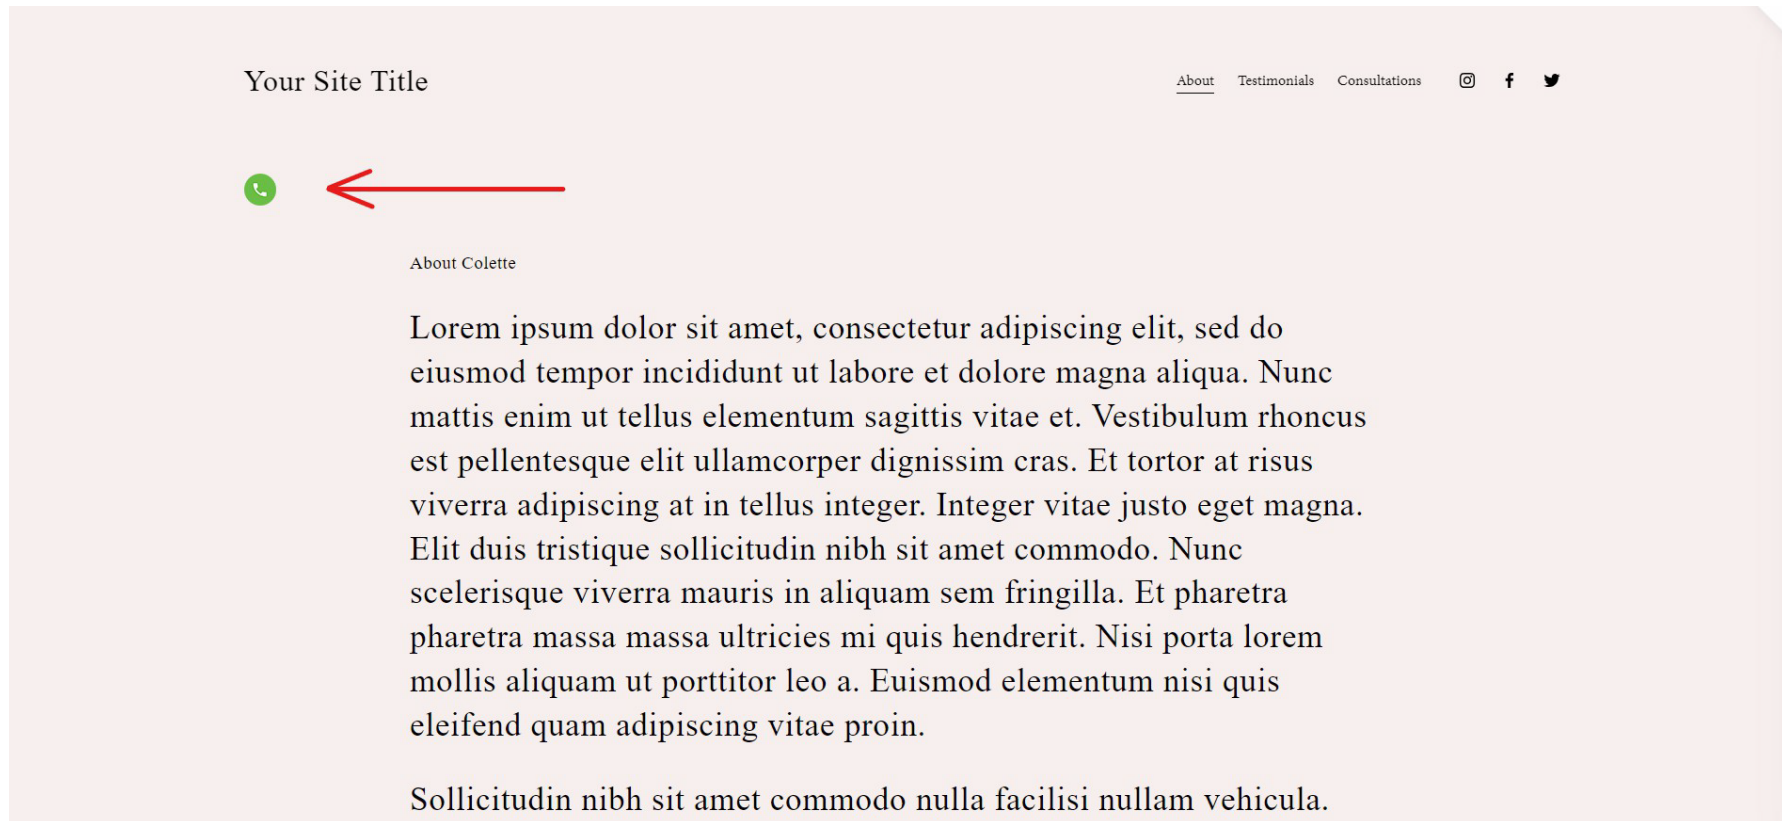 Your Site Title
About
Testimonials
Consultations
About Colette
Lorem ipsum dolor sit amet, consectetur adipiscing elit, sed do
eiusmod tempor incididunt ut labore et dolore magna aliqua. Nunc
mattis enim ut tellus elementum sagittis vitae et. Vestibulum rhoncus
est pellentesque elit ullamcorper dignissim cras. Et tortor at risus
viverra adipiscing at in tellus integer. Integer vitae justo eget magna.
Elit duis tristique sollicitudin nibh sit amet commodo. Nunc
scelerisque viverra mauris in aliquam sem fringilla. Et pharetra
pharetra massa massa ultricies mi quis hendrerit. Nisi porta lorem
mollis aliquam ut porttitor leo a. Euismod elementum nisi quis
eleifend quam adipiscing vitae proin.
Sollicitudin nibh sit amet commodo nulla facilisi nullam vehicula.